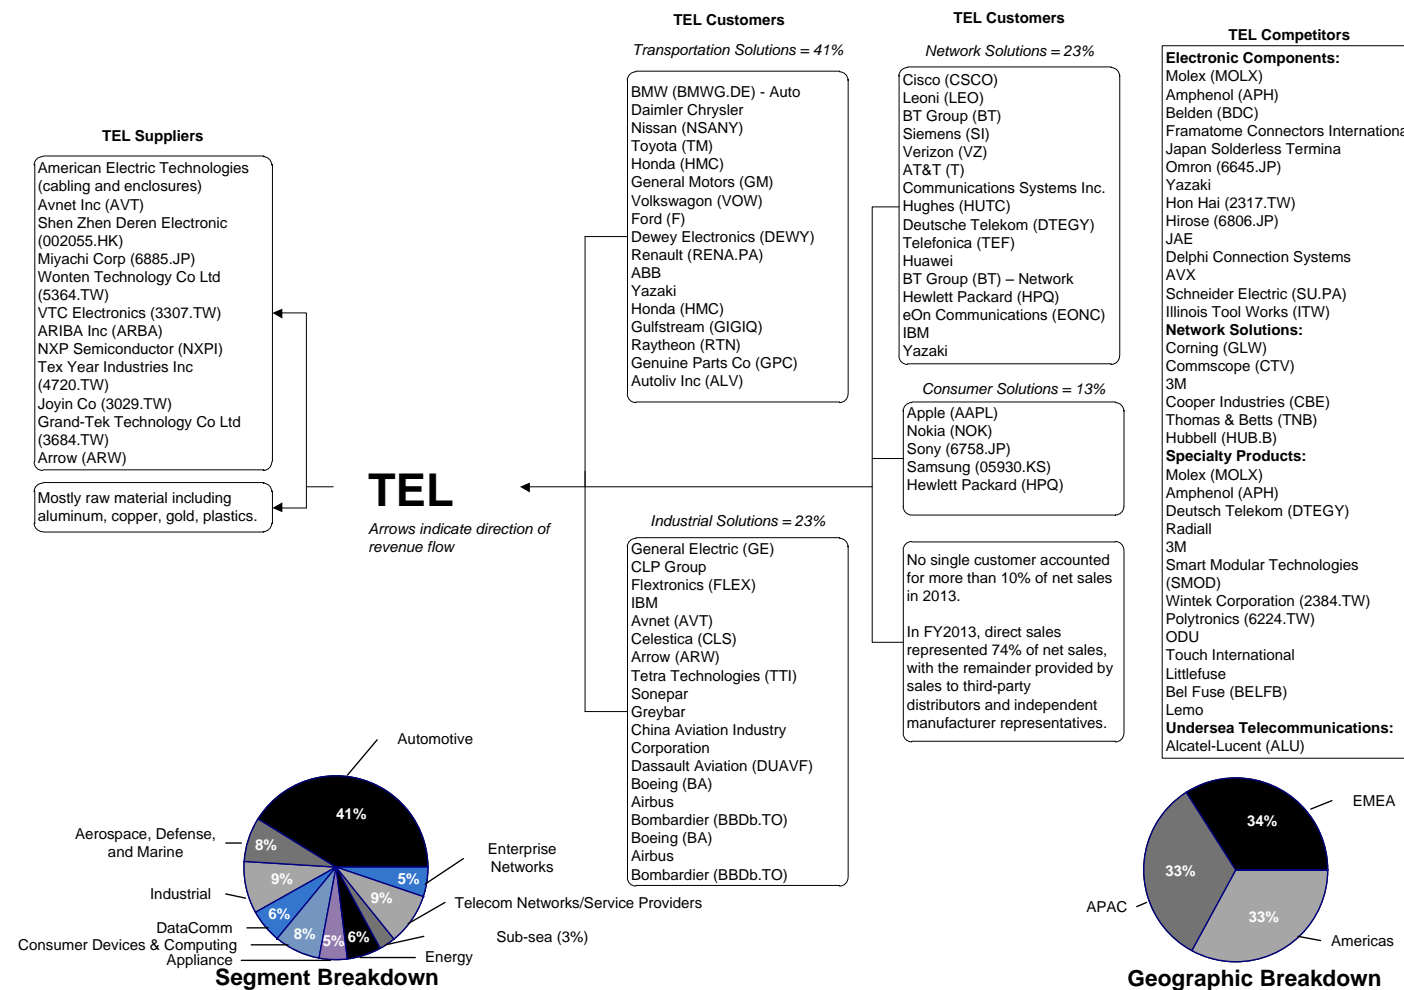 TEL Suppliers
American Electric Technologies
(cabling and enclosures)
Avnet Inc (AVT)
Shen Zhen Deren Electronic
(002055.HK)
Miyachi Corp (6885.JP)
Wonten Technology Co Ltd
(5364.TW)
VTC Electronics (3307.TW)
ARIBA Inc (ARBA)
NXP Semiconductor (NXPI)
Tex Year Industries Inc
(4720.TW)
Joyin Co (3029.TW)
Grand-Tek Technology Co Ltd
(3684.TW)
Arrow (ARW)
Mostly raw material including
aluminum, copper, gold, plastics.
TEL
Arrows indicate direction of
revenue flow
TEL Customers
Transportation Solutions = 41%
BMW (BMWG.DE) - Auto
Daimler Chrysler
Nissan (NSANY)
Toyota (TM)
Honda (HMC)
General Motors (GM)
Volkswagon (VOW)
Ford (F)
Dewey Electronics (DEWY)
Renault (RENA.PA)
ABB
Yazaki
Honda (HMC)
Gulfstream (GIGIQ)
Raytheon (RTN)
Genuine Parts Co (GPC)
Autoliv Inc (ALV)
Industrial Solutions = 23%
General Electric (GE)
CLP Group
Flextronics (FLEX)
IBM
Avnet (AVT)
Celestica (CLS)
Arrow (ARW)
Tetra Technologies (TTI)
Sonepar
Greybar
China Aviation Industry
Corporation
Dassault Aviation (DUAVF)
Boeing (BA)
Airbus
Bombardier (BBDb.TO)
Boeing (BA)
Airbus
Bombardier (BBDb.TO)
TEL Customers
Network Solutions = 23%
Cisco (CSCO)
Leoni (LEO)
BT Group (BT)
Siemens (SI)
Verizon (VZ)
AT&T (T)
Communications Systems Inc.
Hughes (HUTC)
Deutsche Telekom (DTEGY)
Telefonica (TEF)
Huawei
BT Group (BT) – Network
Hewlett Packard (HPQ)
eOn Communications (EONC)
IBM
Yazaki
Consumer Solutions = 13%
Apple (AAPL)
Nokia (NOK)
Sony (6758.JP)
Samsung (05930.KS)
Hewlett Packard (HPQ)
No single customer accounted
for more than 10% of net sales
in 2013.
In FY2013, direct sales
represented 74% of net sales,
with the remainder provided by
sales to third-party
distributors and independent
manufacturer representatives.
TEL Competitors
Electronic Components:
Molex (MOLX)
Amphenol (APH)
Belden (BDC)
Framatome Connectors Internationa
Japan Solderless Termina
Omron (6645.JP)
Yazaki
Hon Hai (2317.TW)
Hirose (6806.JP)
JAE
Delphi Connection Systems
AVX
Schneider Electric (SU.PA)
Illinois Tool Works (ITW)
Network Solutions:
Corning (GLW)
Commscope (CTV)
3M
Cooper Industries (CBE)
Thomas & Betts (TNB)
Hubbell (HUB.B)
Specialty Products:
Molex (MOLX)
Amphenol (APH)
Deutsch Telekom (DTEGY)
Radiall
3M
Smart Modular Technologies
(SMOD)
Wintek Corporation (2384.TW)
Polytronics (6224.TW)
ODU
Touch International
Littlefuse
Bel Fuse (BELFB)
Lemo
Undersea Telecommunications:
Alcatel-Lucent (ALU)
Automotive
41%
Aerospace, Defense,
and Marine
8%
Industrial
9%
DataComm
6%
Consumer Devices & Computing
8%
Appliance
5%
Energy
6%
Sub-sea (3%)
Telecom Networks/Service Providers
9%
Enterprise
Networks
5%
Segment Breakdown
EMEA
34%
APAC
33%
Americas
33%
Geographic Breakdown